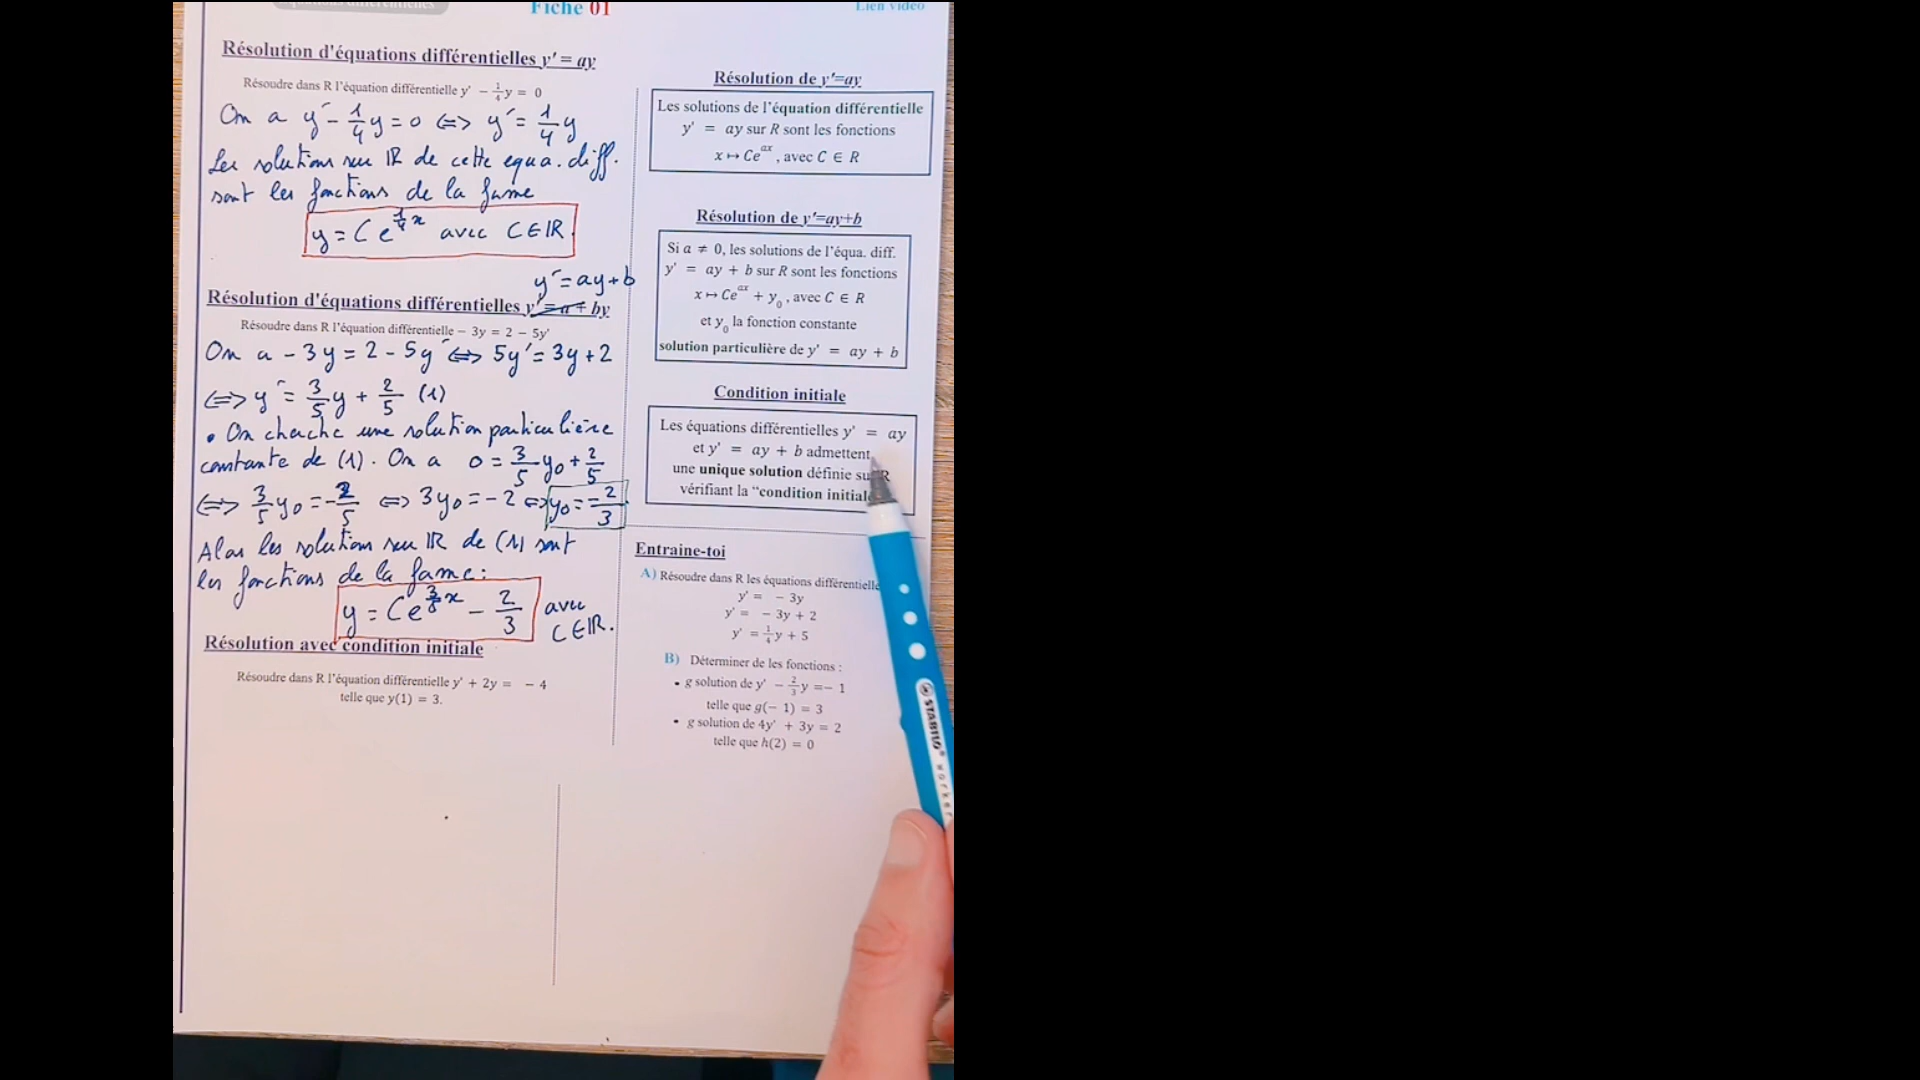 Fiche 01
Lien vidéo
Résolution d'équations différentielles y' = ay
Résoudre dans R l'équation différentielle y' - 1/4 y = 0
On a y' - 1/4 y = 0 <=> y' = 1/4 y
Les solutions sur IR de cette equa. diff.
sont les fonctions de la forme
y = C e^{1/4 x} avec C ∈ IR.
y' = ay + b
Résolution d'équations différentielles y' = a + by
Résoudre dans R l'équation différentielle - 3y = 2 - 5y'
On a - 3y = 2 - 5y' <=> 5y' = 3y + 2
<=> y' = 3/5 y + 2/5 (1)
• On cherche une solution particulière
constante de (1). On a 0 = 3/5 y0 + 2/5
<=> 3/5 y0 = -2/5 <=> 3y0 = -2 <=> y0 = -2/3.
Alors les solutions sur IR de (1) sont
les fonctions de la forme :
y = C e^{3/5 x} - 2/3 avec
C ∈ IR.
Résolution avec condition initiale
Résoudre dans R l'équation différentielle y' + 2y = - 4
telle que y(1) = 3.
Résolution de y'=ay
Les solutions de l'équation différentielle
y' = ay sur R sont les fonctions
x ↦ Ce^{ax}, avec C ∈ R
Résolution de y'=ay+b
Si a ≠ 0, les solutions de l'équa. diff.
y' = ay + b sur R sont les fonctions
x ↦ Ce^{ax} + y0, avec C ∈ R
et y0 la fonction constante
solution particulière de y' = ay + b
Condition initiale
Les équations différentielles y' = ay
et y' = ay + b admettent
une unique solution définie sur R
vérifiant la "condition initiale
Entraine-toi
A) Résoudre dans R les équations différentielle
y' = - 3y
y' = - 3y + 2
y' = 1/4 y + 5
B) Déterminer de les fonctions :
• g solution de y' - 2/3 y = - 1
telle que g(- 1) = 3
• g solution de 4y' + 3y = 2
telle que h(2) = 0
STABILO
worker